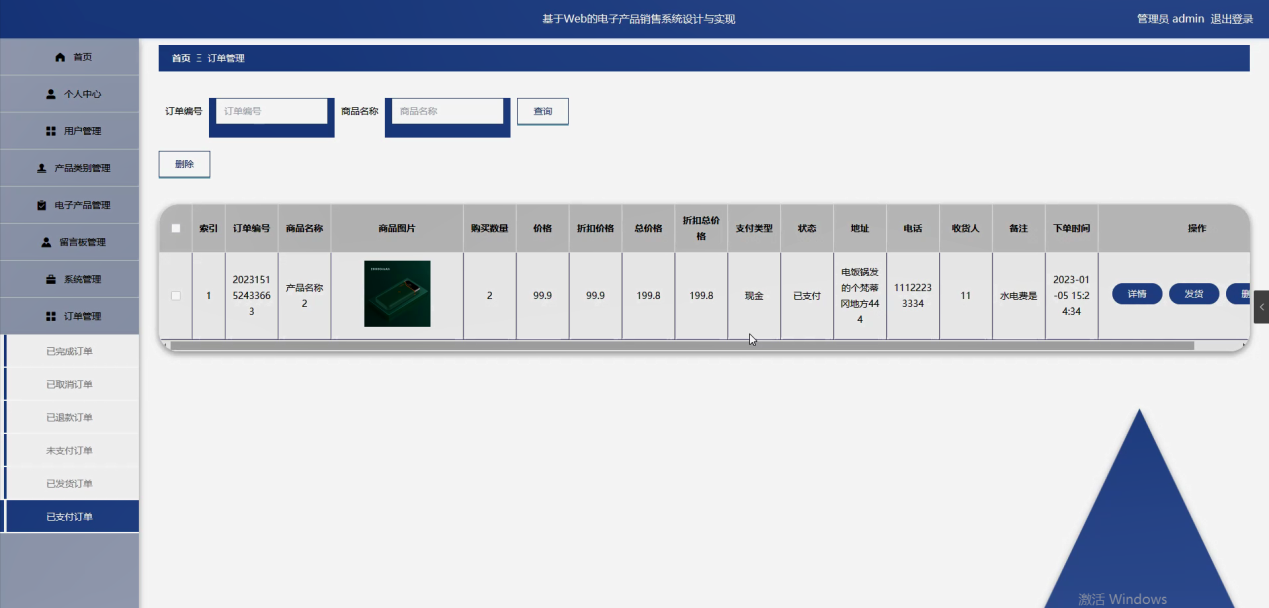 基于Web的电子产品销售系统设计与实现
管理员 admin 退出登录
首页
个人中心
用户管理
产品类别管理
电子产品管理
留言板管理
系统管理
订单管理
已完成订单
已取消订单
已退款订单
未支付订单
已发货订单
已支付订单
首页 Ξ 订单管理
订单编号 订单编号 商品名称 商品名称 查询
删除
索引 订单编号 商品名称 商品图片 购买数量 价格 折扣价格 总价格 折扣总价格 支付类型 状态 地址 电话 收货人 备注 下单时间 操作
1
2023151
5243366
3
产品名称
2
2
99.9
99.9
199.8
199.8
现金
已支付
电饭锅发
的个梵蒂
冈地方44
4
1112223
3334
11
水电费是
2023-01
-05 15:2
4:34
详情 发货
激活 Windows